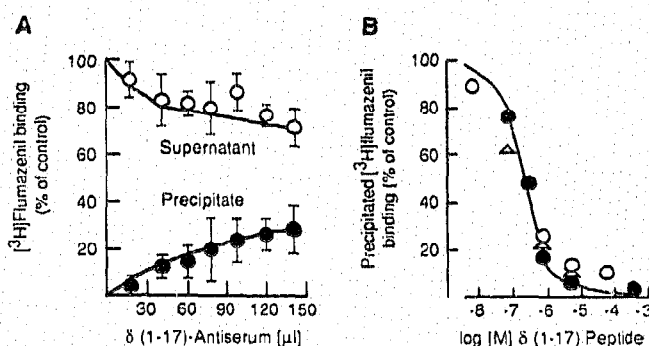 A
[³H]Flumazenil binding
(% of control)
100
80
60
40
20
Supernatant
Precipitate
30
60
90
120
150
δ (1-17)-Antiserum [µl]
B
Precipitated [³H]flumazenil
binding (% of control)
100
80
60
40
20
-8
-7
-6
-5
-4
-3
log [M] δ (1-17) Peptide